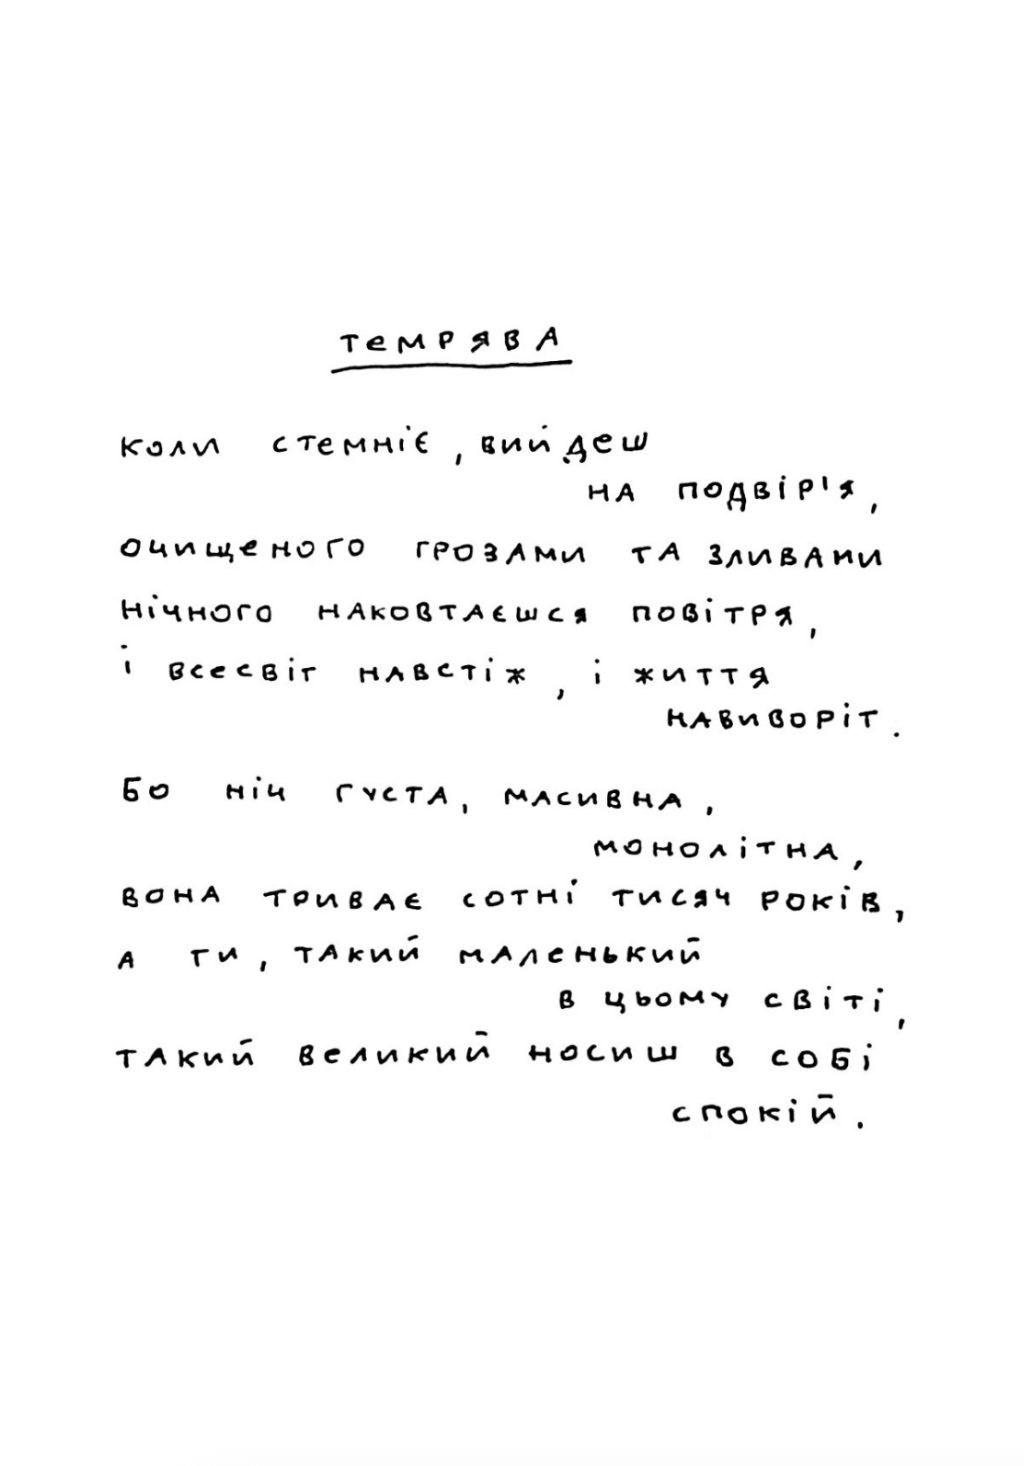 Темрява
коли стемніє, вийдеш
на подвір'я,
очищеного грозами та зливами
нічного наковтаєшся повітря,
і всесвіт навстіж, і життя
навиворіт.
Бо ніч густа, масивна,
монолітна,
вона триває сотні тисяч років,
а ти, такий маленький
в цьому світі,
такий великий носиш в собі
спокій.